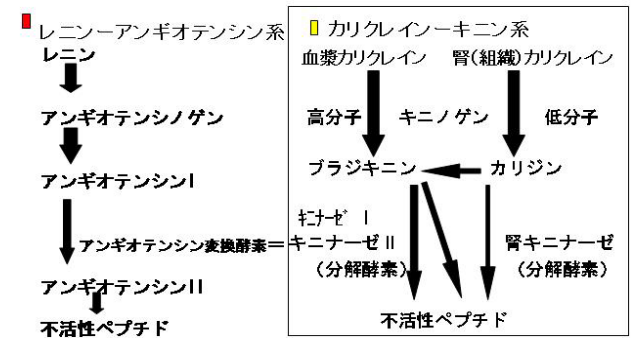 レニンーアンギオテンシン系
レニン
アンギオテンシノゲン
アンギオテンシンI
アンギオテンシン変換酵素＝キニナーゼⅡ
アンギオテンシンII
不活性ペプチド
カリクレインーキニン系
血漿カリクレイン 腎(組織)カリクレイン
高分子 キニノゲン 低分子
ブラジキニン カリジン
ｷﾆﾅｰｾﾞ Ⅰ
腎キニナーゼ
（分解酵素） （分解酵素）
不活性ペプチド